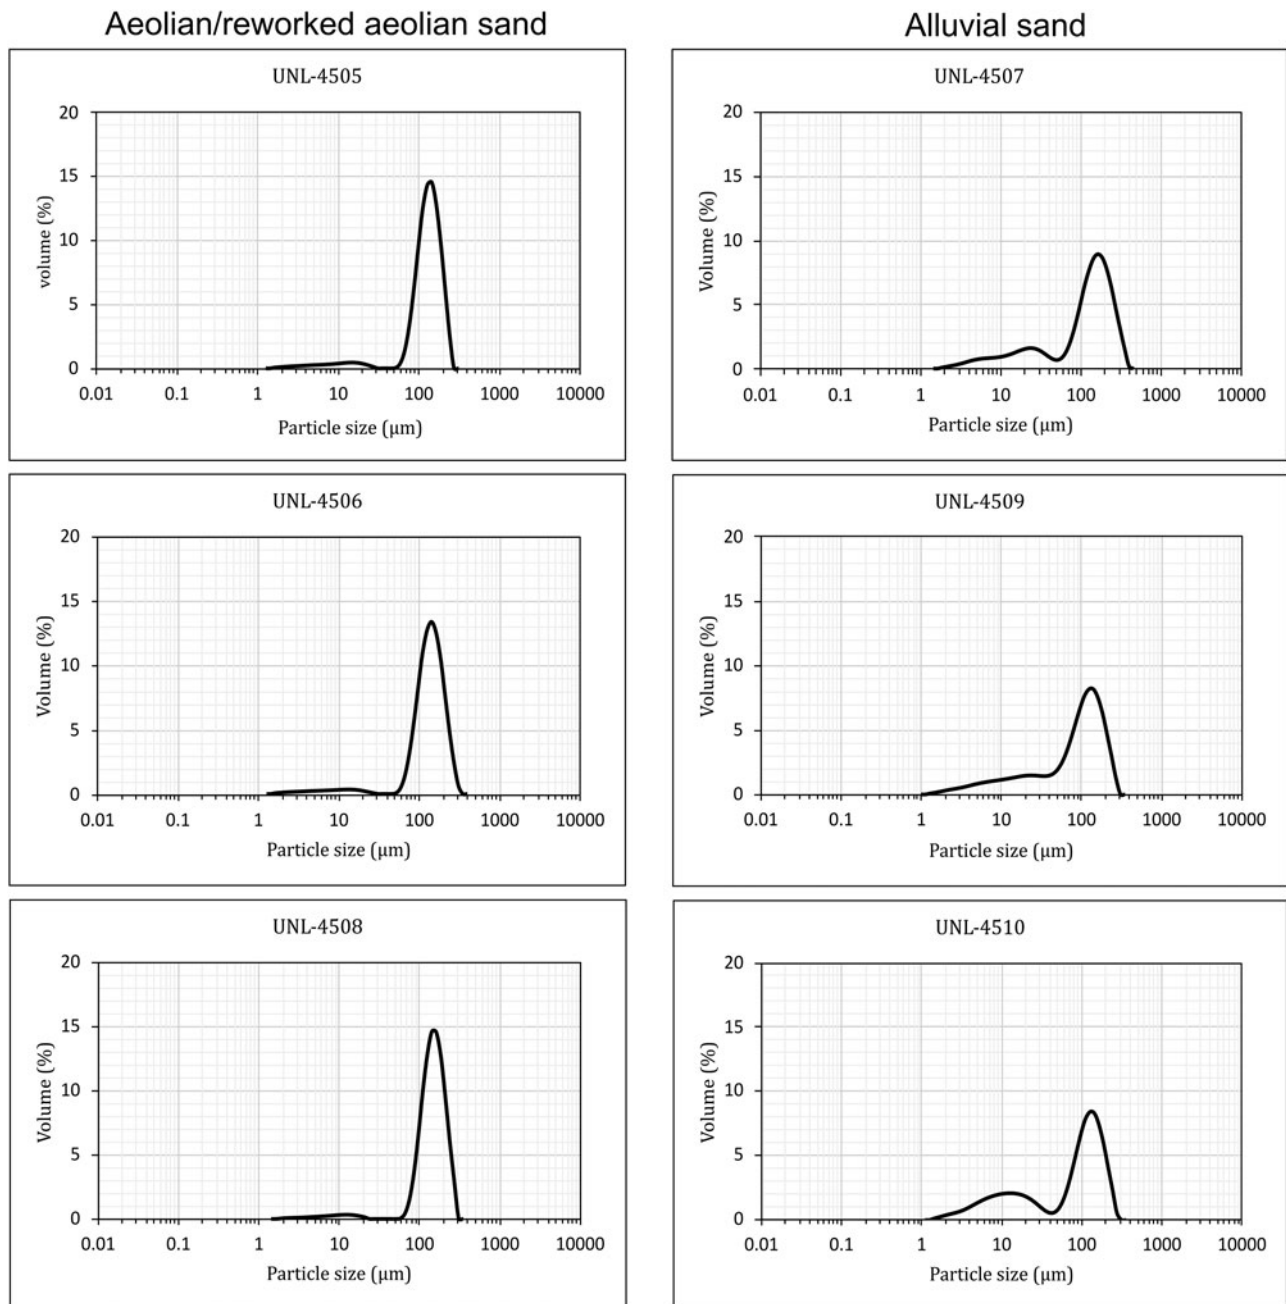 Aeolian/reworked aeolian sand
Alluvial sand
UNL-4505
20
15
10
5
0
volume (%)
0.01 0.1 1 10 100 1000 10000
Particle size (µm)
UNL-4507
20
15
10
5
0
Volume (%)
0.01 0.1 1 10 100 1000 10000
Particle size (µm)
UNL-4506
20
15
10
5
0
Volume (%)
0.01 0.1 1 10 100 1000 10000
Particle size (µm)
UNL-4509
20
15
10
5
0
Volume (%)
0.01 0.1 1 10 100 1000 10000
Particle size (µm)
UNL-4508
20
15
10
5
0
Volume (%)
0.01 0.1 1 10 100 1000 10000
Particle size (µm)
UNL-4510
20
15
10
5
0
Volume (%)
0.01 0.1 1 10 100 1000 10000
Particle size (µm)